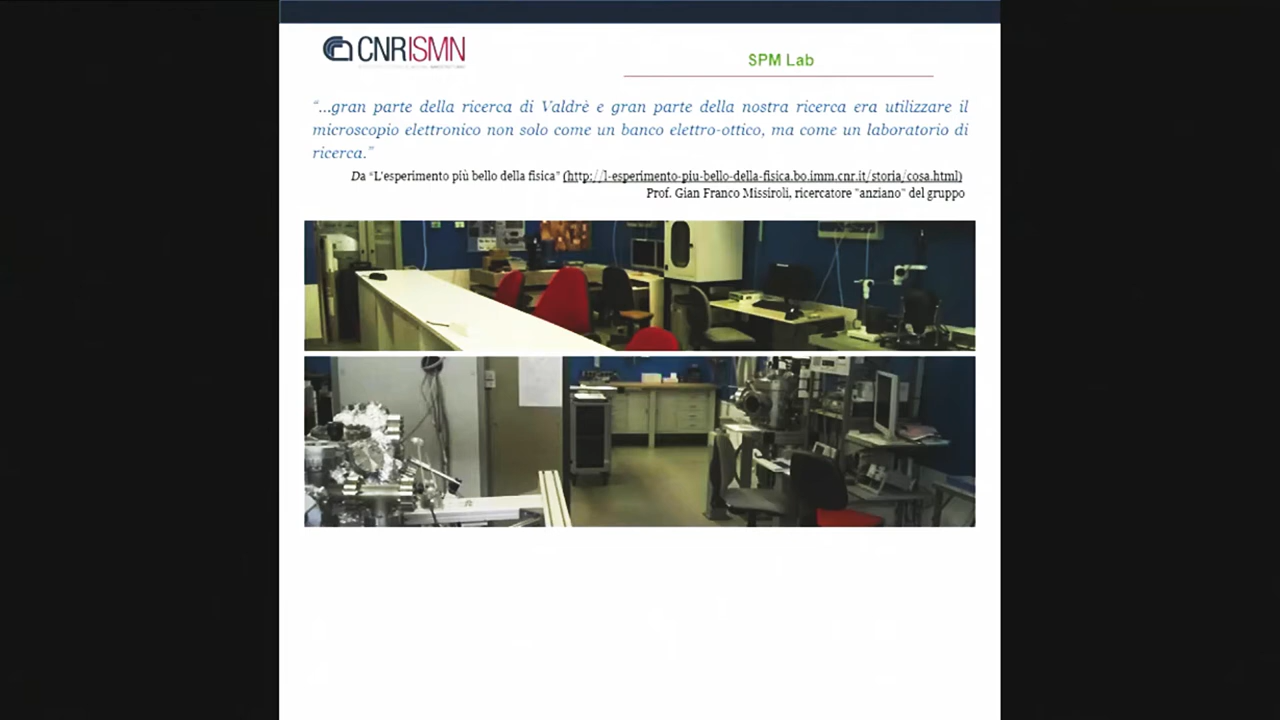 CNRISMN
SPM Lab
“...gran parte della ricerca di Valdrè e gran parte della nostra ricerca era utilizzare il
microscopio elettronico non solo come un banco elettro-ottico, ma come un laboratorio di
ricerca.”
Da “L'esperimento più bello della fisica” (http://l-esperimento-piu-bello-della-fisica.bo.imm.cnr.it/storia/cosa.html)
Prof. Gian Franco Missiroli, ricercatore "anziano" del gruppo